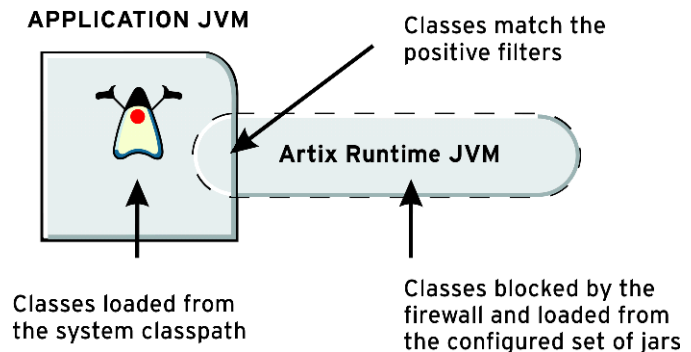 APPLICATION JVM
Classes match the
positive filters
Artix Runtime JVM
Classes loaded from
the system classpath
Classes blocked by the
firewall and loaded from
the configured set of jars